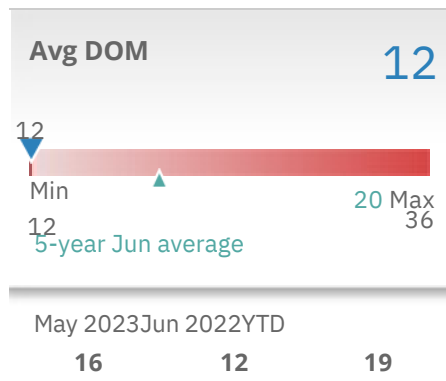 Avg DOM
12
12
Min
20 Max
36
12
5-year Jun average
May 2023Jun 2022YTD
16 12 19